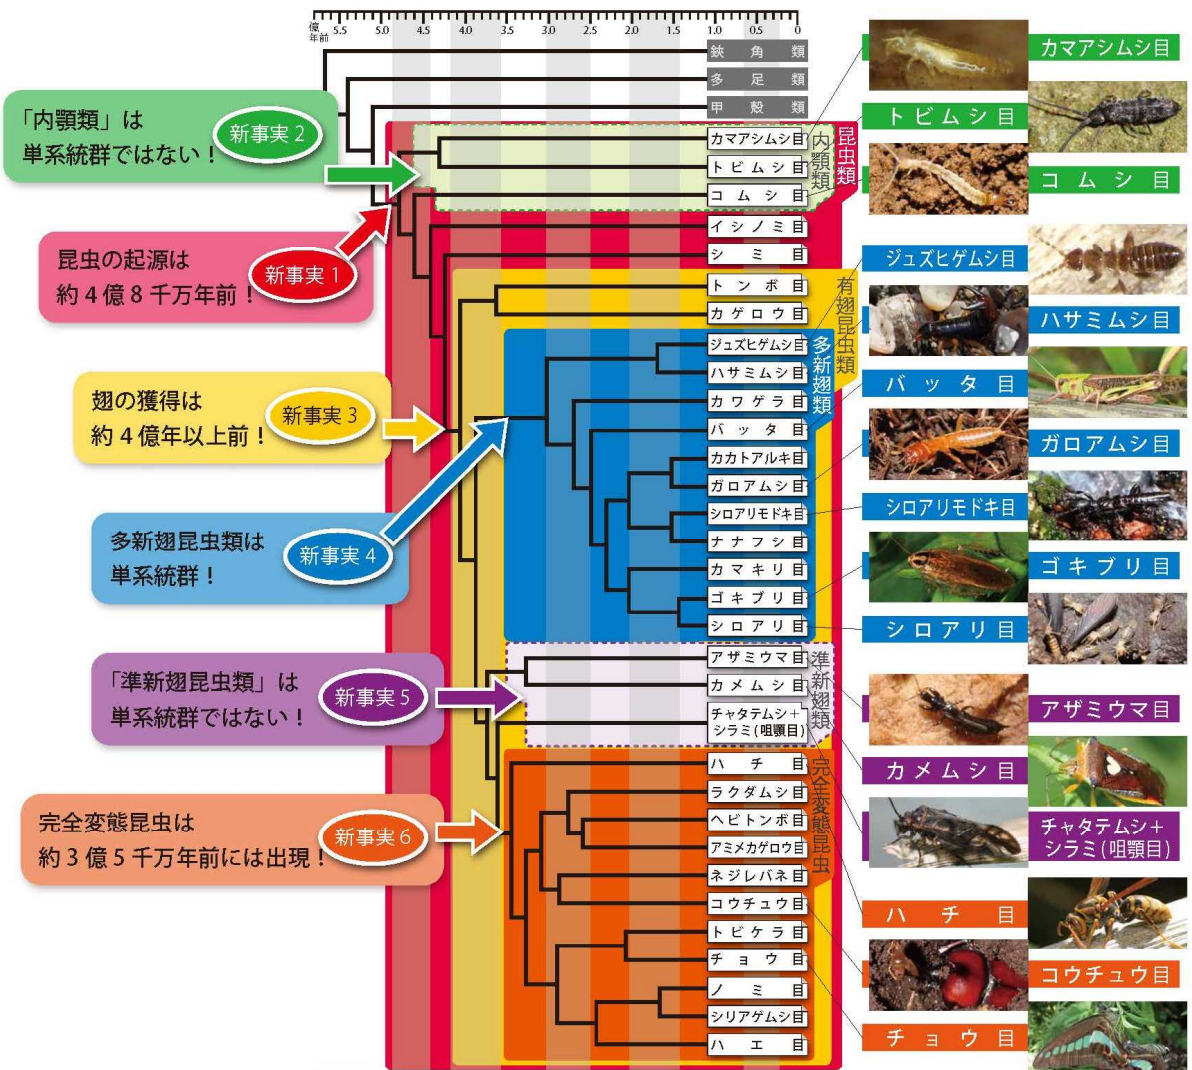 億
年前
5.5 5.0 4.5 4.0 3.5 3.0 2.5 2.0 1.5 1.0 0.5 0
鋏角類
多足類
甲殻類
「内顎類」は
単系統群ではない！
新事実2
昆虫の起源は
約4億8千万年前！
新事実1
翅の獲得は
約4億年以上前！
新事実3
多新翅昆虫類は
単系統群！
新事実4
「準新翅昆虫類」は
単系統群ではない！
新事実5
完全変態昆虫は
約3億5千万年前には出現！
新事実6
カマアシムシ目
トビムシ目
コムシ目
内顎類
昆虫類
イシノミ目
シミ目
トンボ目
カゲロウ目
有翅昆虫類
ジュズヒゲムシ目
ハサミムシ目
カワゲラ目
バッタ目
カカトアルキ目
ガロアムシ目
シロアリモドキ目
ナナフシ目
カマキリ目
ゴキブリ目
シロアリ目
多新翅類
アザミウマ目
カメムシ目
チャタテムシ＋
シラミ(咀顎目)
準新翅類
ハチ目
ラクダムシ目
ヘビトンボ目
アミメカゲロウ目
ネジレバネ目
コウチュウ目
トビケラ目
チョウ目
ノミ目
シリアゲムシ目
ハエ目
完全変態昆虫
カマアシムシ目
トビムシ目
コムシ目
ジュズヒゲムシ目
ハサミムシ目
バッタ目
ガロアムシ目
シロアリモドキ目
ゴキブリ目
シロアリ目
アザミウマ目
カメムシ目
チャタテムシ＋
シラミ(咀顎目)
ハチ目
コウチュウ目
チョウ目